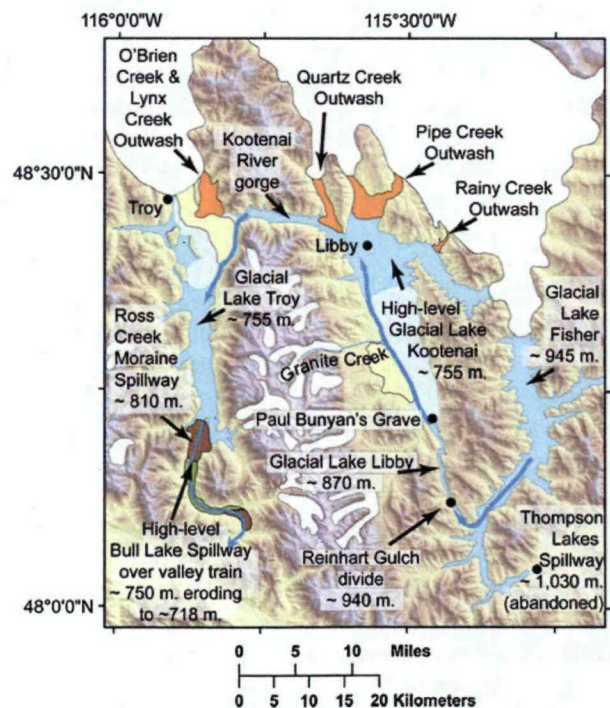 116°0'0"W
115°30'0"W
O'Brien
Creek &
Lynx
Creek
Outwash
Quartz Creek
Outwash
Kootenai
River
gorge
Pipe Creek
Outwash
48°30'0"N
Rainy Creek
Outwash
Troy
Libby
Glacial
Lake Troy
~ 755 m.
High-level
Glacial Lake
Kootenai
~ 755 m.
Glacial
Lake
Fisher
~ 945 m.
Ross
Creek
Moraine
Spillway
~ 810 m.
Granite Creek
Paul Bunyan's Grave
Glacial Lake Libby
~ 870 m.
High-level
Bull Lake Spillway
over valley train
~ 750 m. eroding
to ~718 m.
Reinhart Gulch
divide
~ 940 m.
Thompson
Lakes
Spillway
~ 1,030 m.
(abandoned)
48°0'0"N
0 5 10 Miles
0 5 10 15 20 Kilometers